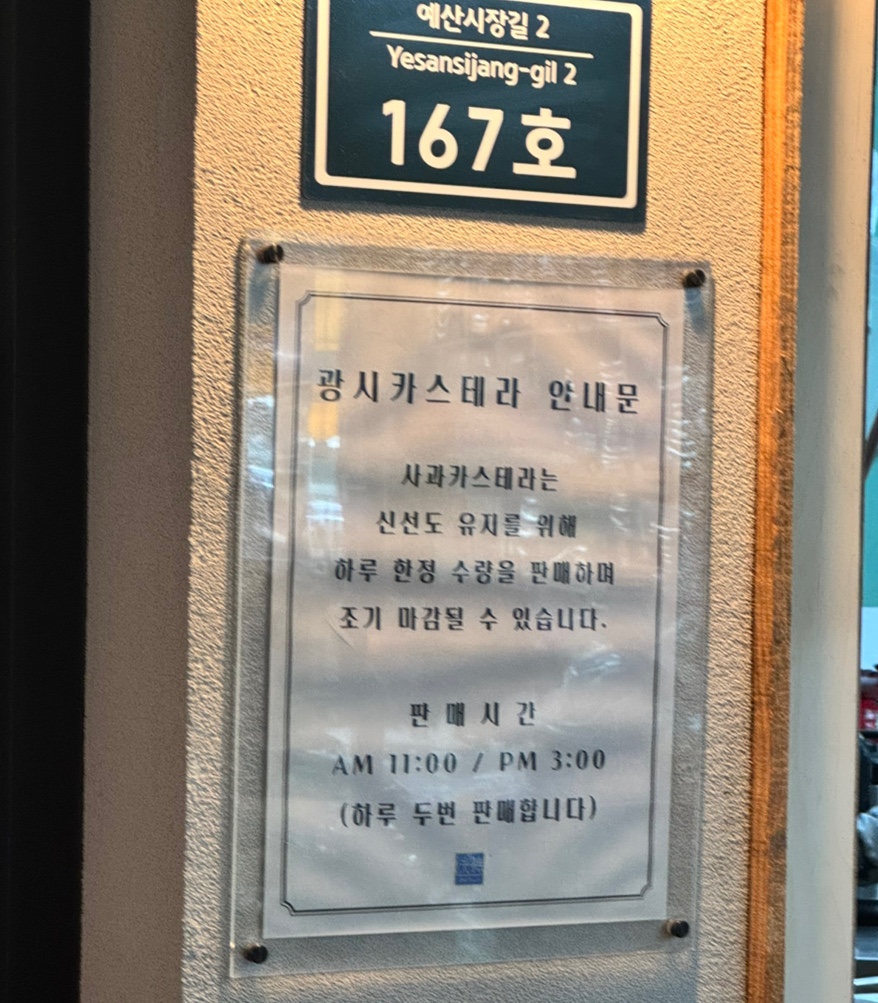 예산시장길 2
Yesansijang-gil 2
167호
광시카스테라 안내문
사과카스테라는
신선도 유지를 위해
하루 한정 수량을 판매하며
조기 마감될 수 있습니다.
판매시간
AM 11:00 / PM 3:00
(하루 두번 판매합니다)